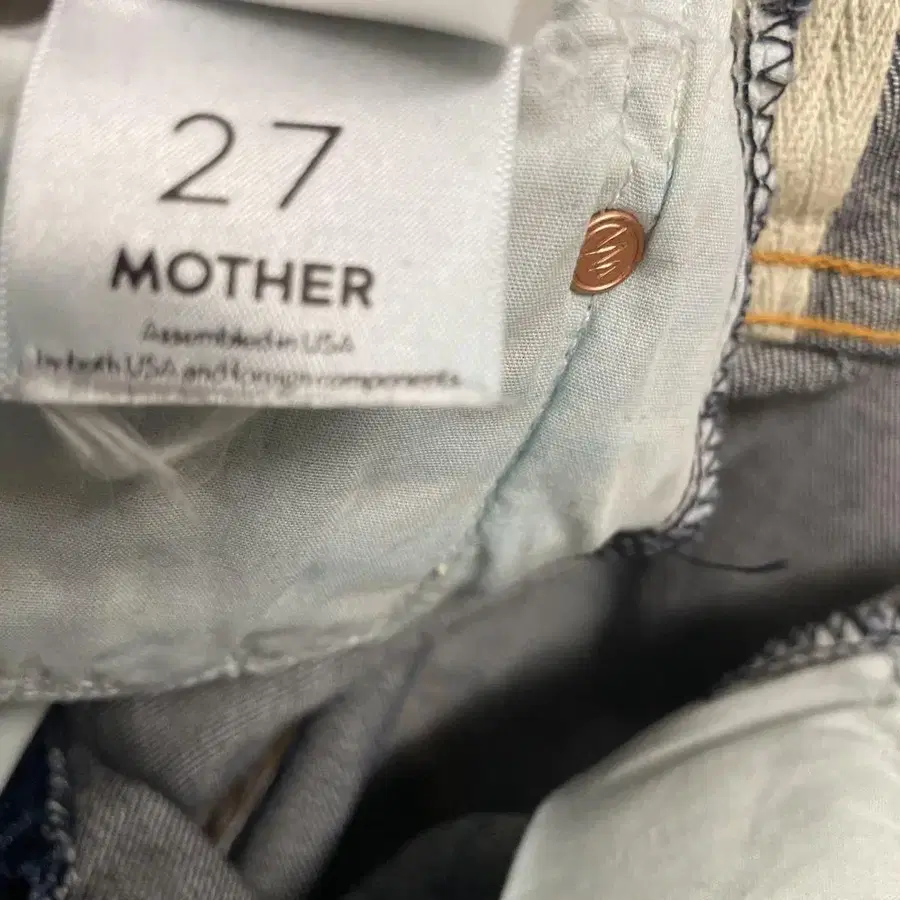 27
MOTHER
Assembled in USA
by both USA and foreign components